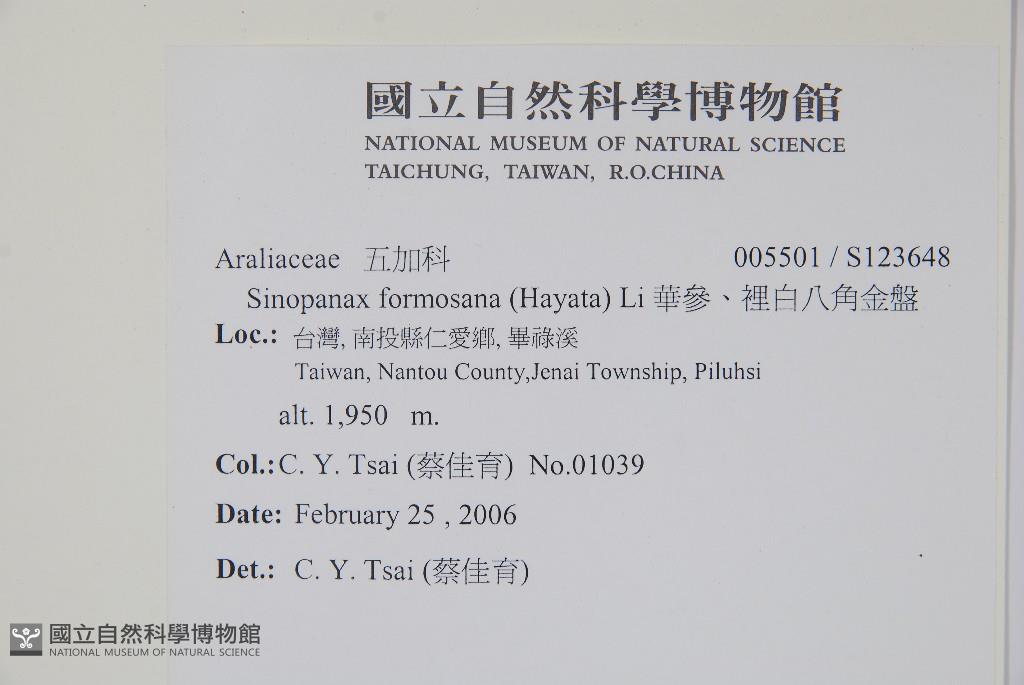 國立自然科學博物館
NATIONAL MUSEUM OF NATURAL SCIENCE
TAICHUNG, TAIWAN, R.O.CHINA
Araliaceae 五加科 005501 / S123648
Sinopanax formosana (Hayata) Li 華參、裡白八角金盤
Loc.: 台灣, 南投縣仁愛鄉, 畢祿溪
Taiwan, Nantou County,Jenai Township, Piluhsi
alt. 1,950 m.
Col.: C. Y. Tsai (蔡佳育) No.01039
Date: February 25 , 2006
Det.: C. Y. Tsai (蔡佳育)
國立自然科學博物館
NATIONAL MUSEUM OF NATURAL SCIENCE